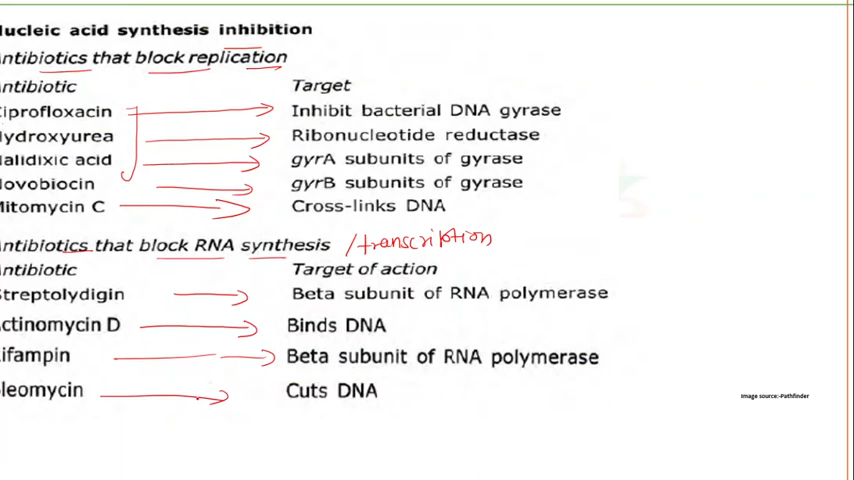 ucleic acid synthesis inhibition
ntibiotics that block replication
ntibiotic Target
iprofloxacin Inhibit bacterial DNA gyrase
ydroxyurea Ribonucleotide reductase
alidixic acid gyrA subunits of gyrase
ovobiocin gyrB subunits of gyrase
Mitomycin C Cross-links DNA
ntibiotics that block RNA synthesis /transcription
ntibiotic Target of action
Streptolydigin Beta subunit of RNA polymerase
ctinomycin D Binds DNA
ifampin Beta subunit of RNA polymerase
leomycin Cuts DNA
Image source:-Pathfinder